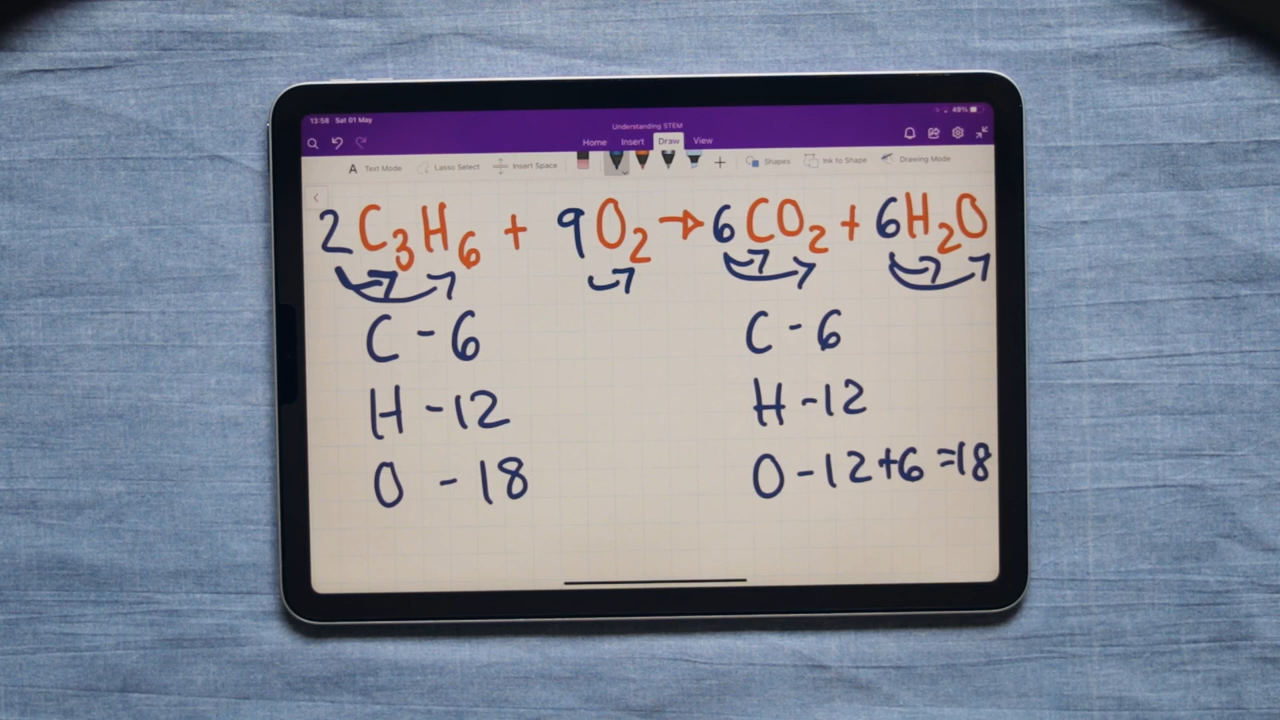 13:58 Sat 01 May
49%
Understanding STEM
Home Insert Draw View
Text Mode Lasso Select Insert Space Shapes Ink to Shape Drawing Mode
2C₃H₆ + 9O₂ → 6CO₂ + 6H₂O
C - 6
C - 6
H - 12
H - 12
O - 18
O - 12+6 =18